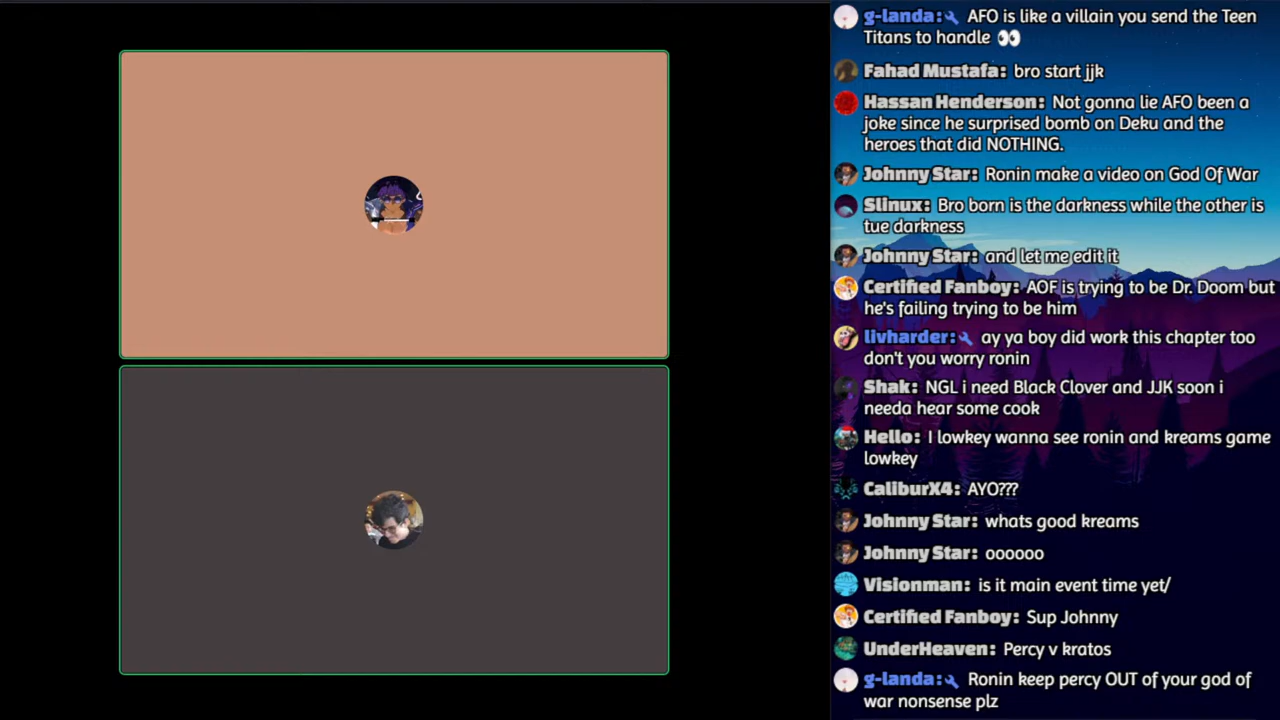 g-landa: AFO is like a villain you send the Teen
Titans to handle 👀
Fahad Mustafa: bro start jjk
Hassan Henderson: Not gonna lie AFO been a
joke since he surprised bomb on Deku and the
heroes that did NOTHING.
Johnny Star: Ronin make a video on God Of War
Slinux: Bro born is the darkness while the other is
tue darkness
Johnny Star: and let me edit it
Certified Fanboy: AOF is trying to be Dr. Doom but
he's failing trying to be him
livharder: ay ya boy did work this chapter too
don't you worry ronin
Shak: NGL i need Black Clover and JJK soon i
needa hear some cook
Hello: I lowkey wanna see ronin and kreams game
lowkey
CaliburX4: AYO???
Johnny Star: whats good kreams
Johnny Star: oooooo
Visionman: is it main event time yet/
Certified Fanboy: Sup Johnny
UnderHeaven: Percy v kratos
g-landa: Ronin keep percy OUT of your god of
war nonsense plz